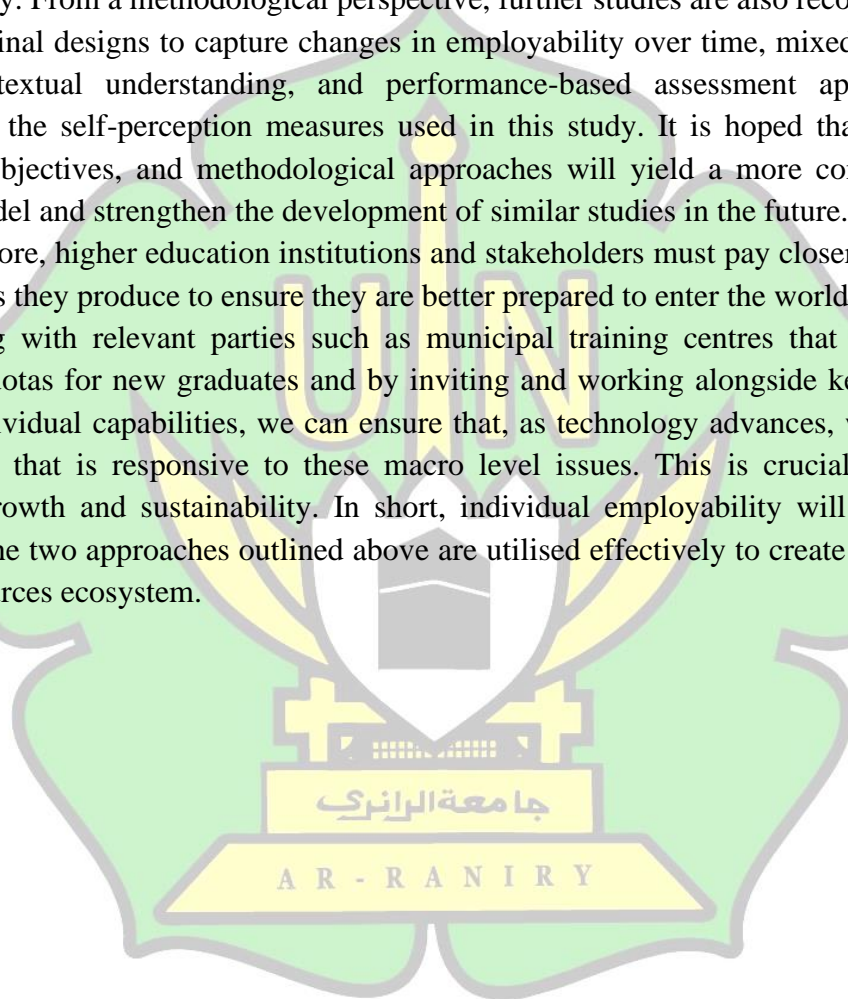 y. From a methodological perspective, further studies are also reco
inal designs to capture changes in employability over time, mixed
textual understanding, and performance-based assessment ap
the self-perception measures used in this study. It is hoped tha
bjectives, and methodological approaches will yield a more co
del and strengthen the development of similar studies in the future.
ore, higher education institutions and stakeholders must pay closer
s they produce to ensure they are better prepared to enter the world
g with relevant parties such as municipal training centres that
uotas for new graduates and by inviting and working alongside ke
ividual capabilities, we can ensure that, as technology advances, w
that is responsive to these macro level issues. This is crucial
rowth and sustainability. In short, individual employability will
ne two approaches outlined above are utilised effectively to create
urces ecosystem.
UIN
جامعة الرانري
AR-RANIRY